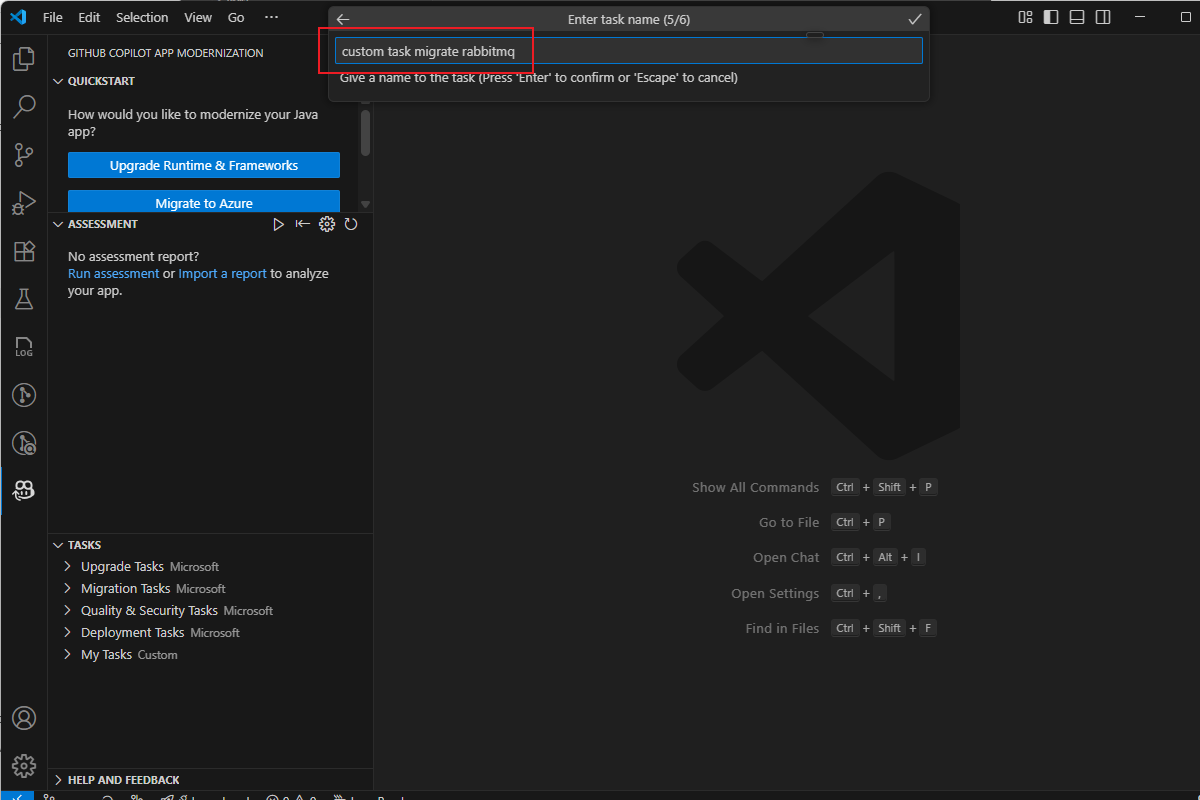 File Edit Selection View Go ···
Enter task name (5/6)
custom task migrate rabbitmq
Give a name to the task (Press 'Enter' to confirm or 'Escape' to cancel)
GITHUB COPILOT APP MODERNIZATION
QUICKSTART
How would you like to modernize your Java
app?
Upgrade Runtime & Frameworks
Migrate to Azure
ASSESSMENT
No assessment report?
Run assessment or Import a report to analyze
your app.
LOG
Show All Commands Ctrl + Shift + P
Go to File Ctrl + P
Open Chat Ctrl + Alt + I
Open Settings Ctrl + ,
Find in Files Ctrl + Shift + F
TASKS
Upgrade Tasks Microsoft
Migration Tasks Microsoft
Quality & Security Tasks Microsoft
Deployment Tasks Microsoft
My Tasks Custom
HELP AND FEEDBACK